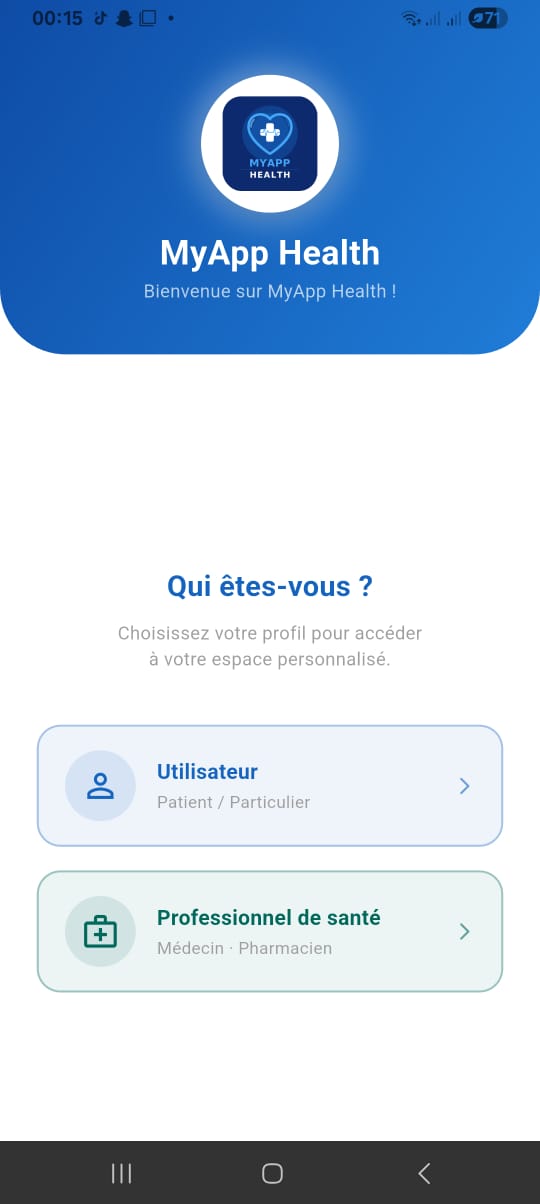 00:15
71
MYAPP
HEALTH
MyApp Health
Bienvenue sur MyApp Health !
Qui êtes-vous ?
Choisissez votre profil pour accéder
à votre espace personnalisé.
Utilisateur
Patient / Particulier
Professionnel de santé
Médecin · Pharmacien